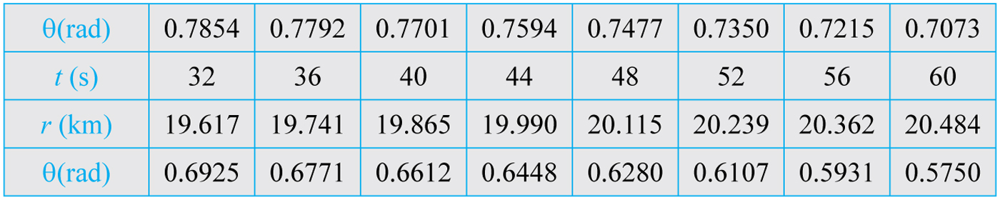 θ(rad) 0.7854 0.7792 0.7701 0.7594 0.7477 0.7350 0.7215 0.7073
t (s) 32 36 40 44 48 52 56 60
r (km) 19.617 19.741 19.865 19.990 20.115 20.239 20.362 20.484
θ(rad) 0.6925 0.6771 0.6612 0.6448 0.6280 0.6107 0.5931 0.5750